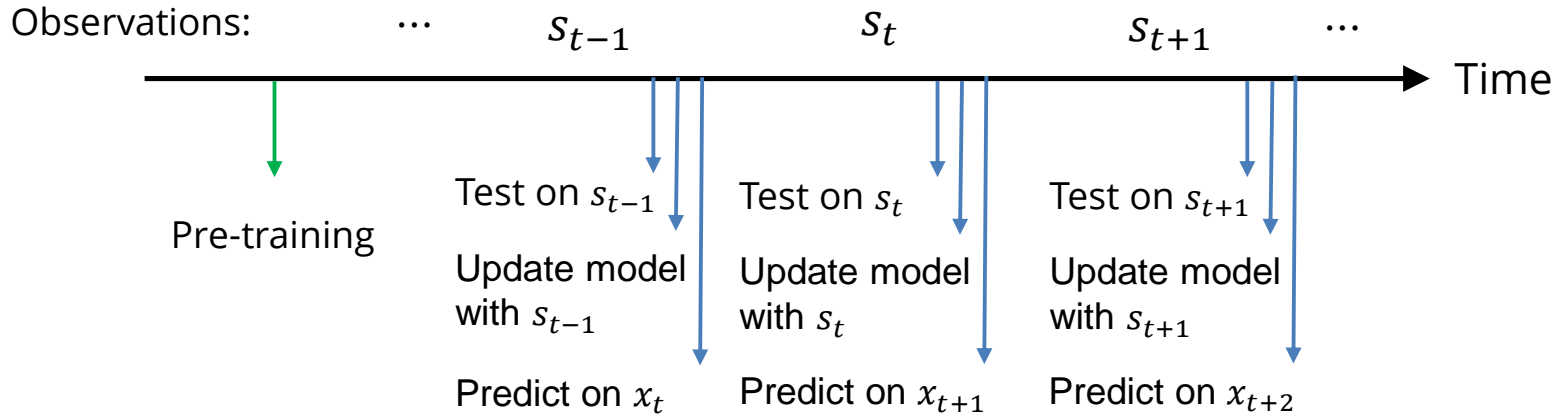 Observations: ⋯ $s_{t-1}$ $s_t$ $s_{t+1}$ ⋯
Time
Pre-training
Test on $s_{t-1}$
Update model
with $s_{t-1}$
Predict on $x_t$
Test on $s_t$
Update model
with $s_t$
Predict on $x_{t+1}$
Test on $s_{t+1}$
Update model
with $s_{t+1}$
Predict on $x_{t+2}$